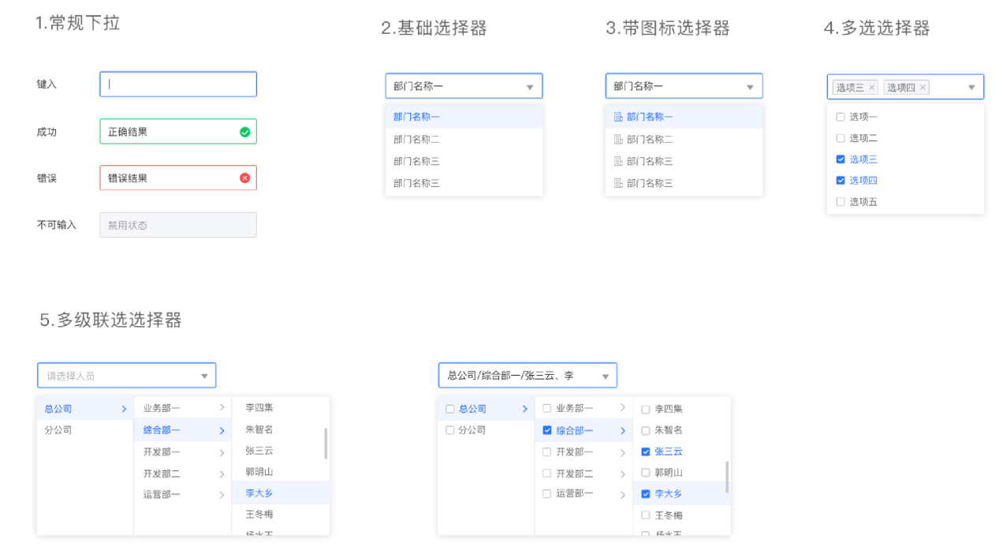 1.常规下拉
键入
成功
正确结果
错误
错误结果
不可输入
禁用状态
2.基础选择器
部门名称一
部门名称一
部门名称二
部门名称三
部门名称三
3.带图标选择器
部门名称一
部门名称一
部门名称二
部门名称三
部门名称三
4.多选选择器
选项三 × 选项四 ×
选项一
选项二
选项三
选项四
选项五
5.多级联选选择器
请选择人员
总公司
分公司
业务部一
综合部一
开发部一
开发部二
运营部一
李四集
朱智名
张三云
郭明山
李大乡
王冬梅
总公司/综合部一/张三云、李
总公司
分公司
业务部一
综合部一
开发部一
开发部二
运营部一
李四集
朱智名
张三云
郭明山
李大乡
王冬梅